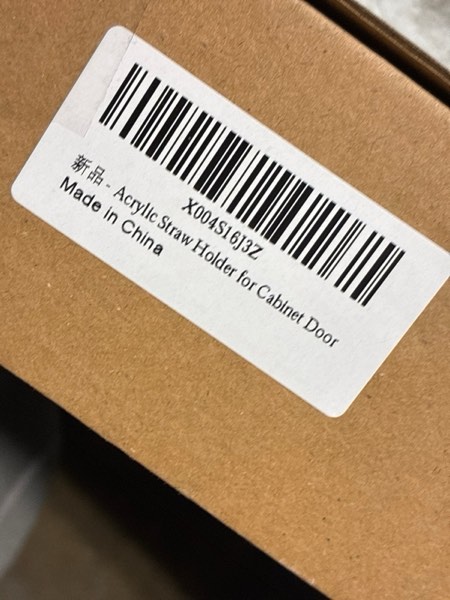 X004S16J3Z
新品 - Acrylic Straw Holder for Cabinet Door
Made in China